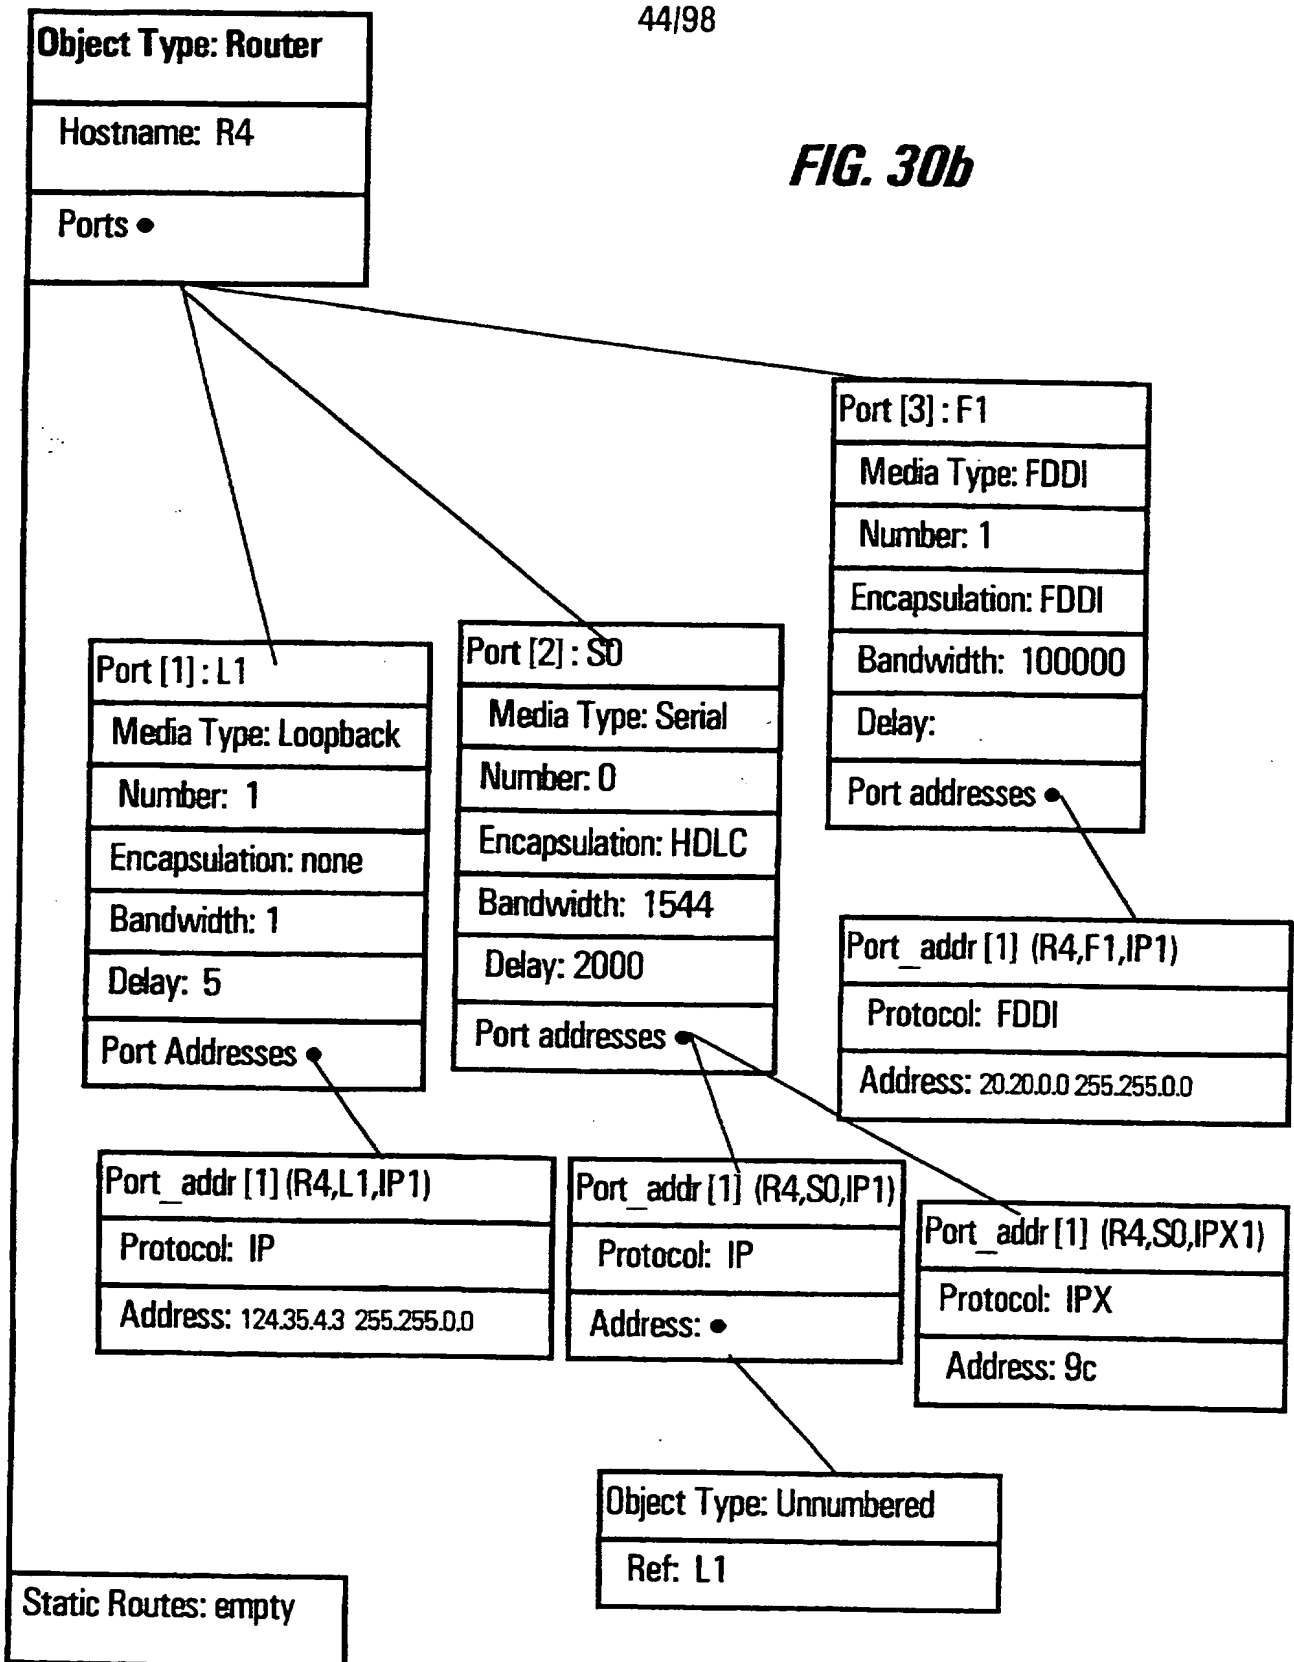 44/98
Object Type: Router
Hostname: R4
Ports
FIG. 30b
Port [3] : F1
Media Type: FDDI
Number: 1
Encapsulation: FDDI
Bandwidth: 100000
Delay:
Port addresses
Port [1] : L1
Media Type: Loopback
Number: 1
Encapsulation: none
Bandwidth: 1
Delay: 5
Port Addresses
Port [2] : S0
Media Type: Serial
Number: 0
Encapsulation: HDLC
Bandwidth: 1544
Delay: 2000
Port addresses
Port_addr [1] (R4,F1,IP1)
Protocol: FDDI
Address: 20.20.0.0 255.255.0.0
Port_addr [1] (R4,L1,IP1)
Protocol: IP
Address: 124.35.4.3 255.255.0.0
Port_addr [1] (R4,S0,IP1)
Protocol: IP
Address:
Port_addr [1] (R4,S0,IPX1)
Protocol: IPX
Address: 9c
Object Type: Unnumbered
Ref: L1
Static Routes: empty